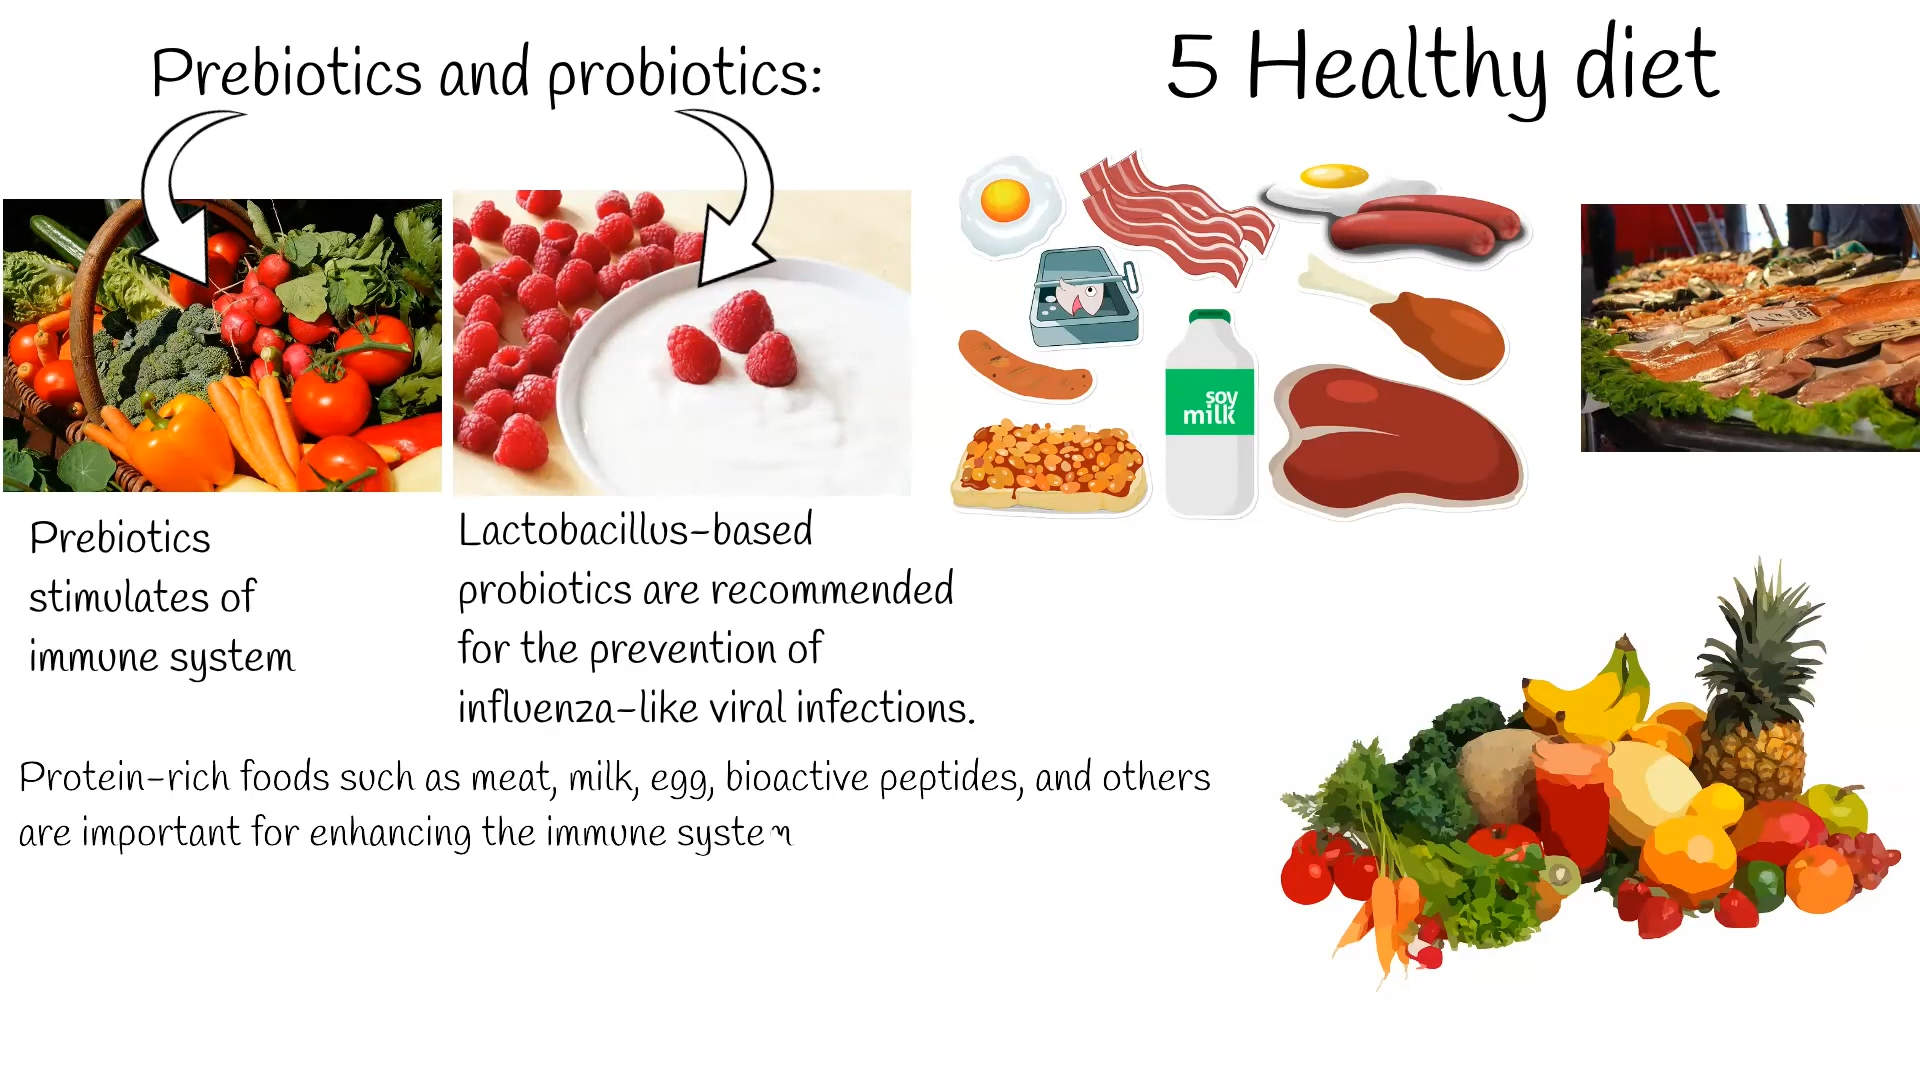 Prebiotics and probiotics:
5 Healthy diet
soy
milk
Prebiotics
stimulates of
immune system
Lactobacillus-based
probiotics are recommended
for the prevention of
influenza-like viral infections.
Protein-rich foods such as meat, milk, egg, bioactive peptides, and others
are important for enhancing the immune system